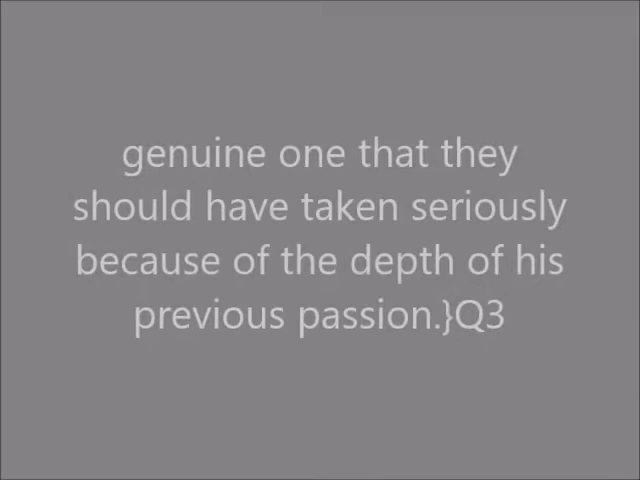 genuine one that they
should have taken seriously
because of the depth of his
previous passion.}Q3